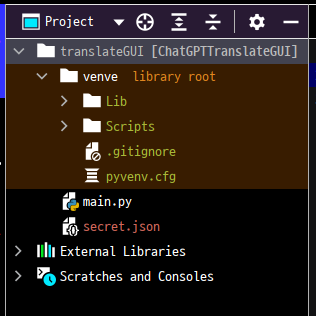 Project
translateGUI [ChatGPTTranslateGUI]
venve library root
Lib
Scripts
.gitignore
pyvenv.cfg
main.py
secret.json
External Libraries
Scratches and Consoles